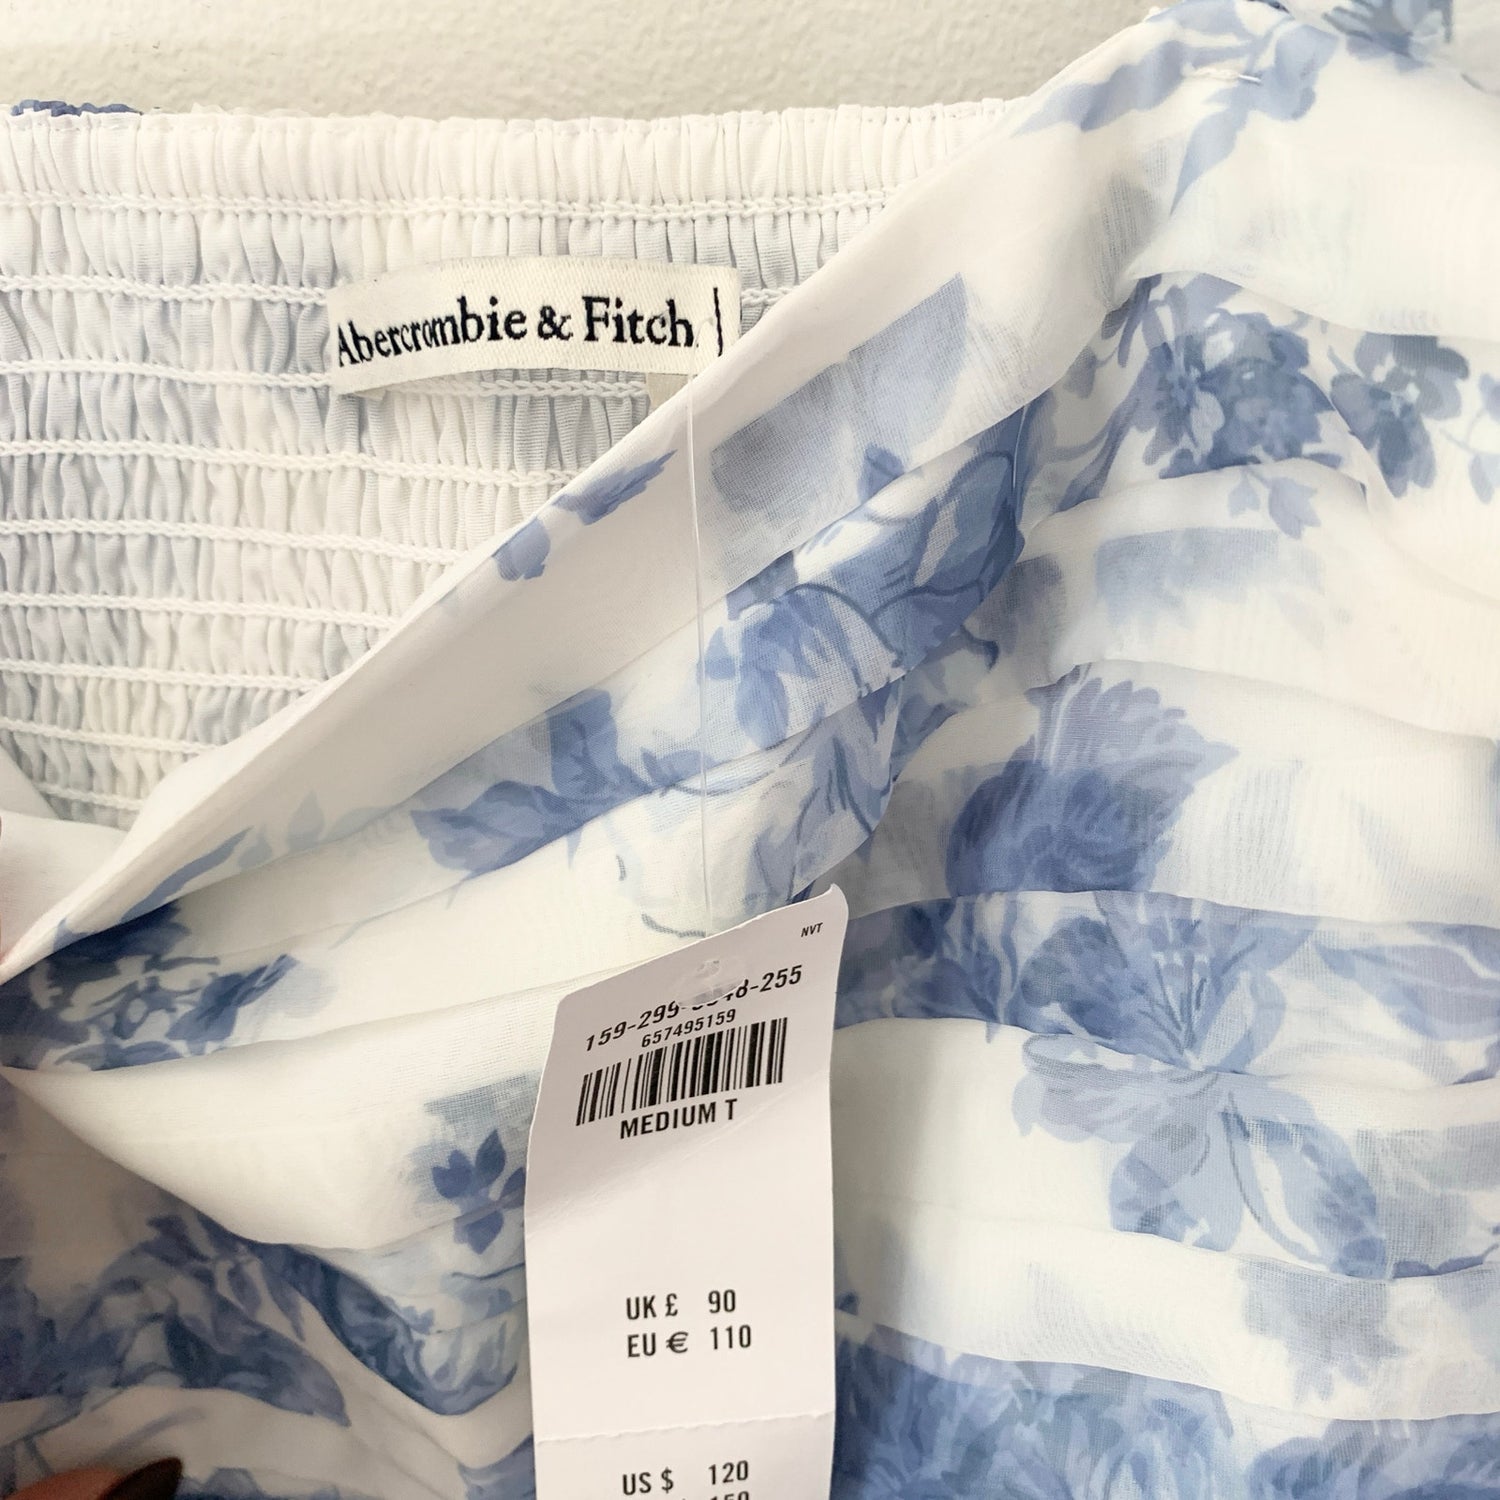 Abercrombie & Fitch
NVT
657495159
MEDIUM T
UK £ 90
EU € 110
US $ 120